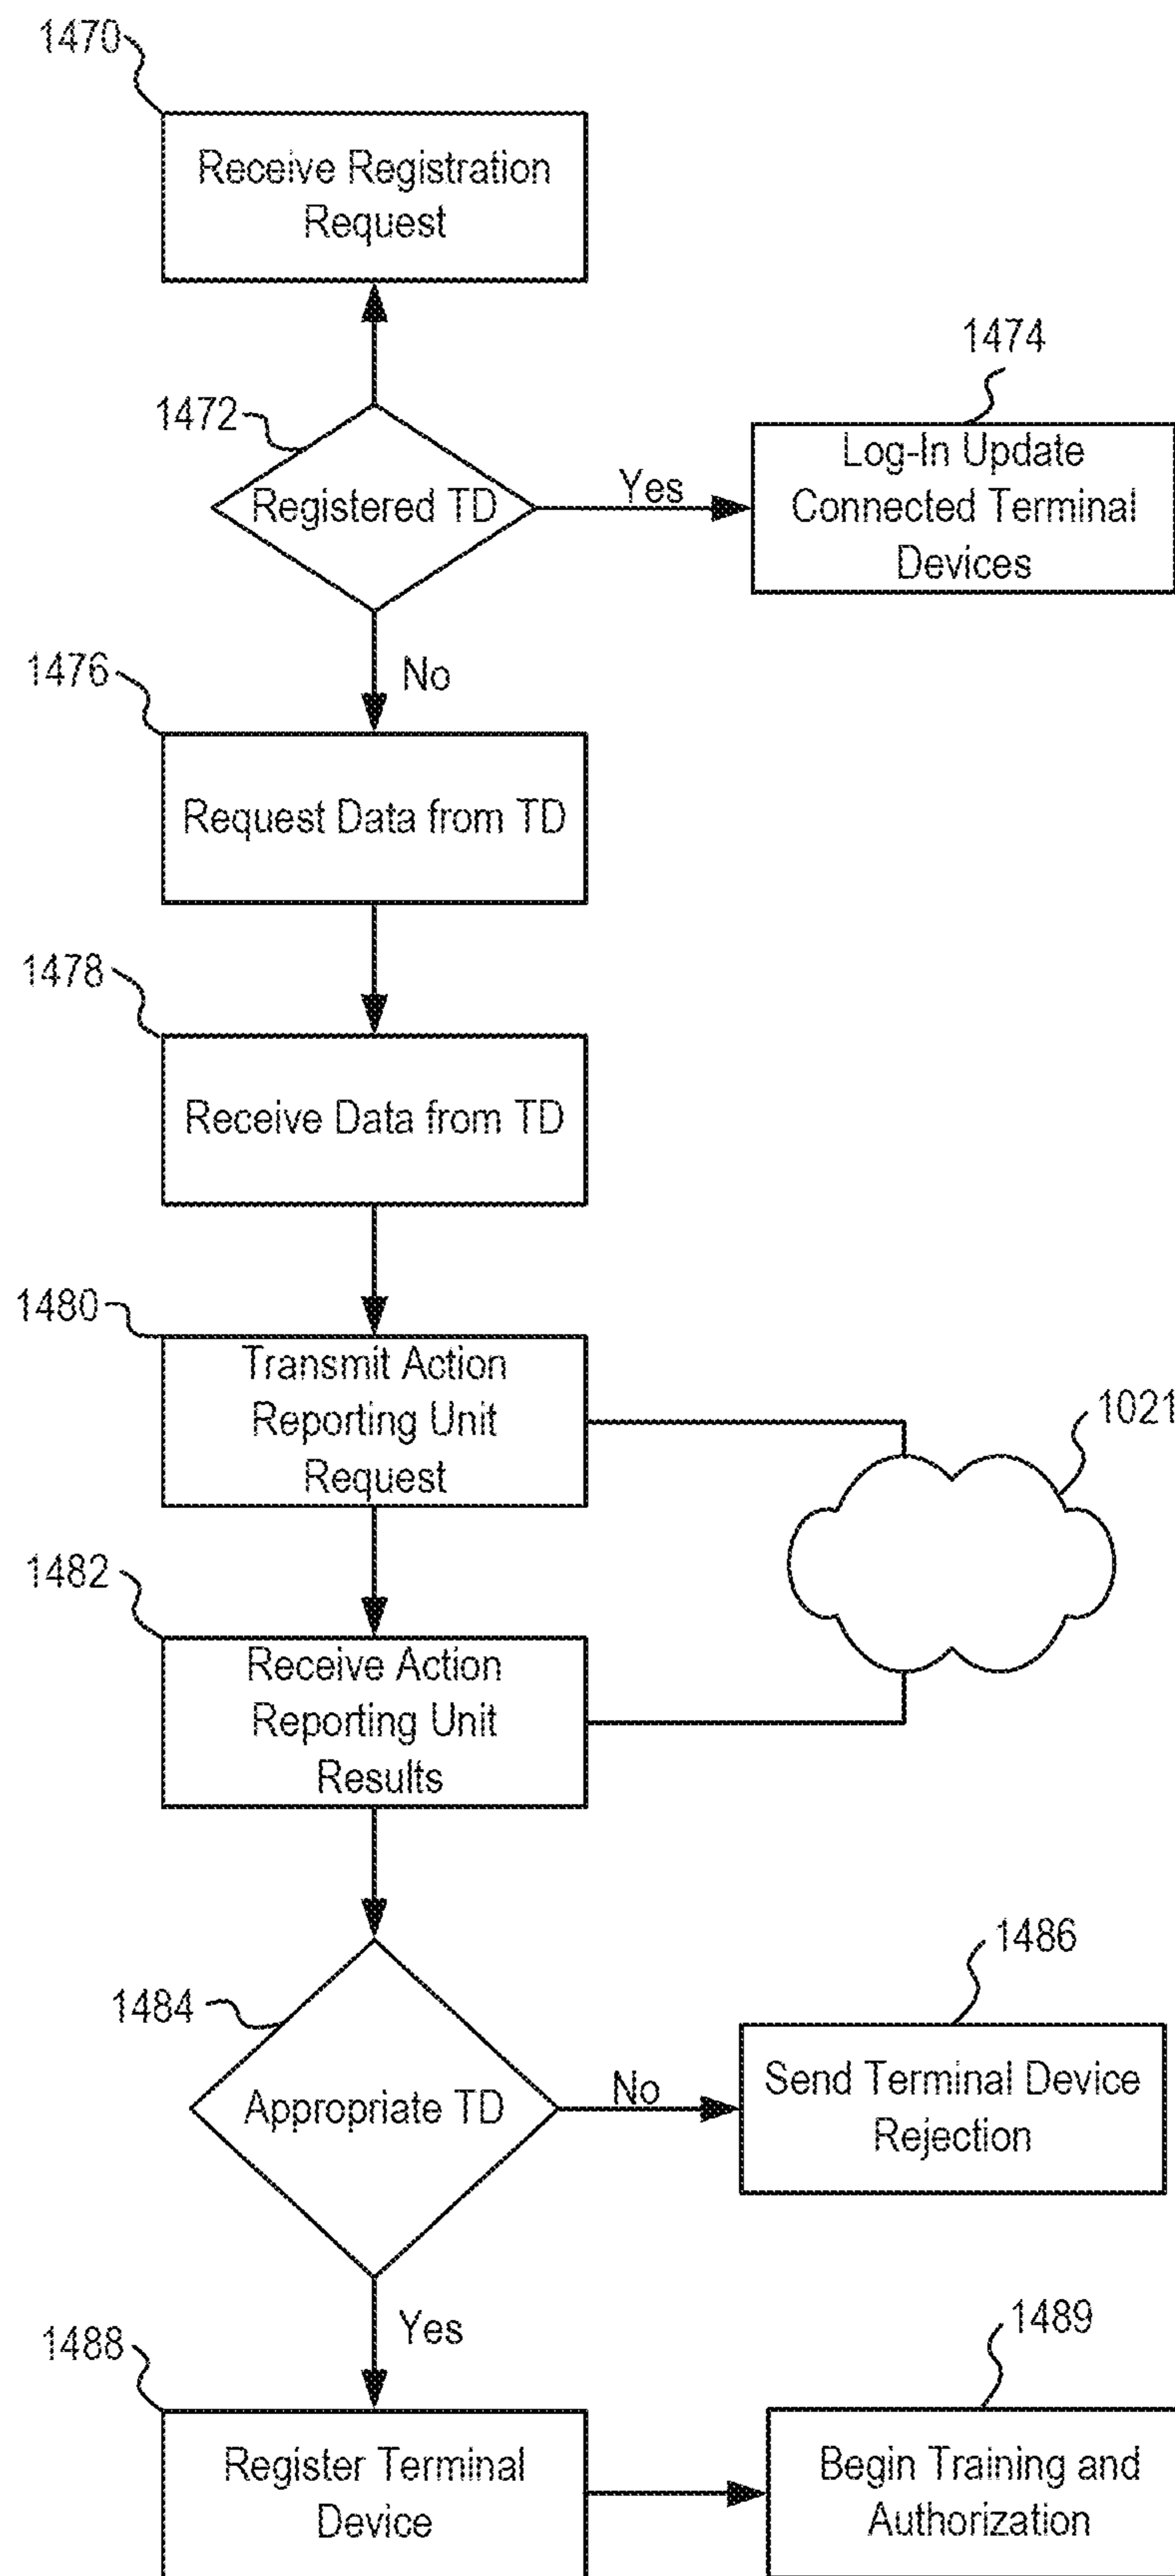 1470
Receive Registration
Request
1474
1472
Registered TD
Yes
Log-In Update
Connected Terminal
Devices
No
1476
Request Data from TD
1478
Receive Data from TD
1480
Transmit Action
Reporting Unit
Request
1021
1482
Receive Action
Reporting Unit
Results
1484
Appropriate TD
No
1486
Send Terminal Device
Rejection
Yes
1488
Register Terminal
Device
1489
Begin Training and
Authorization